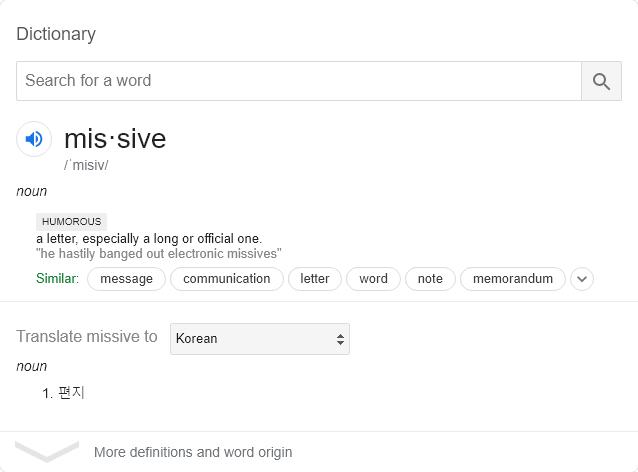 Dictionary
Search for a word
mis·sive
/ˈmisiv/
noun
HUMOROUS
a letter, especially a long or official one.
"he hastily banged out electronic missives"
Similar: message communication letter word note memorandum
Translate missive to Korean
noun
1. 편지
More definitions and word origin